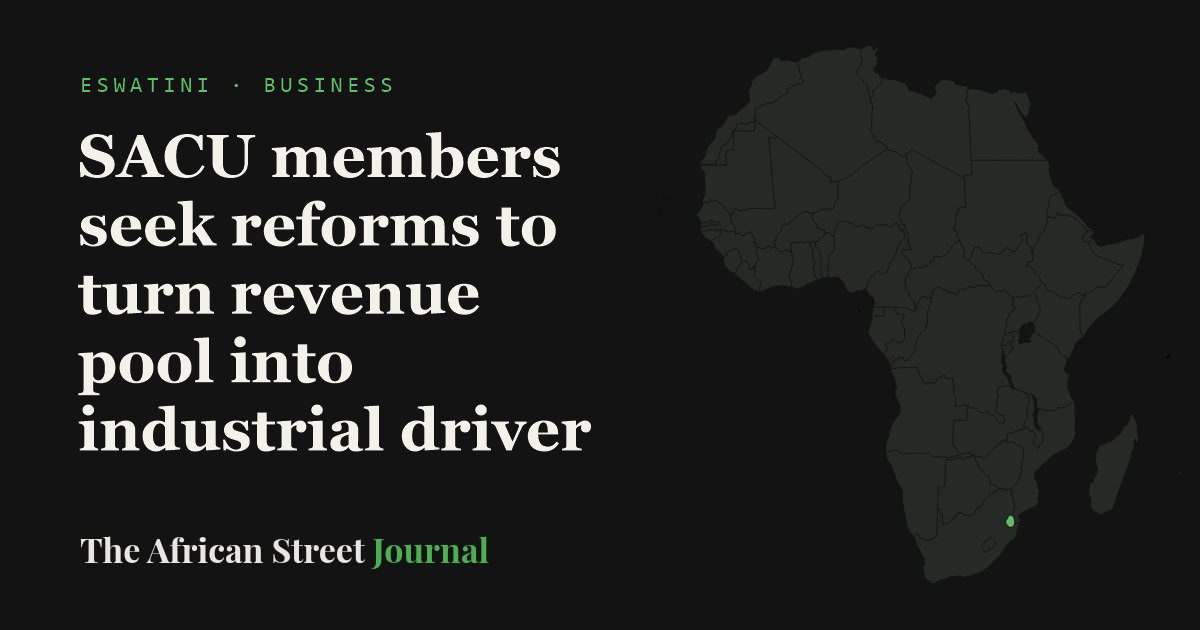 ESWATINI · BUSINESS
SACU members
seek reforms to
turn revenue
pool into
industrial driver
The African Street Journal